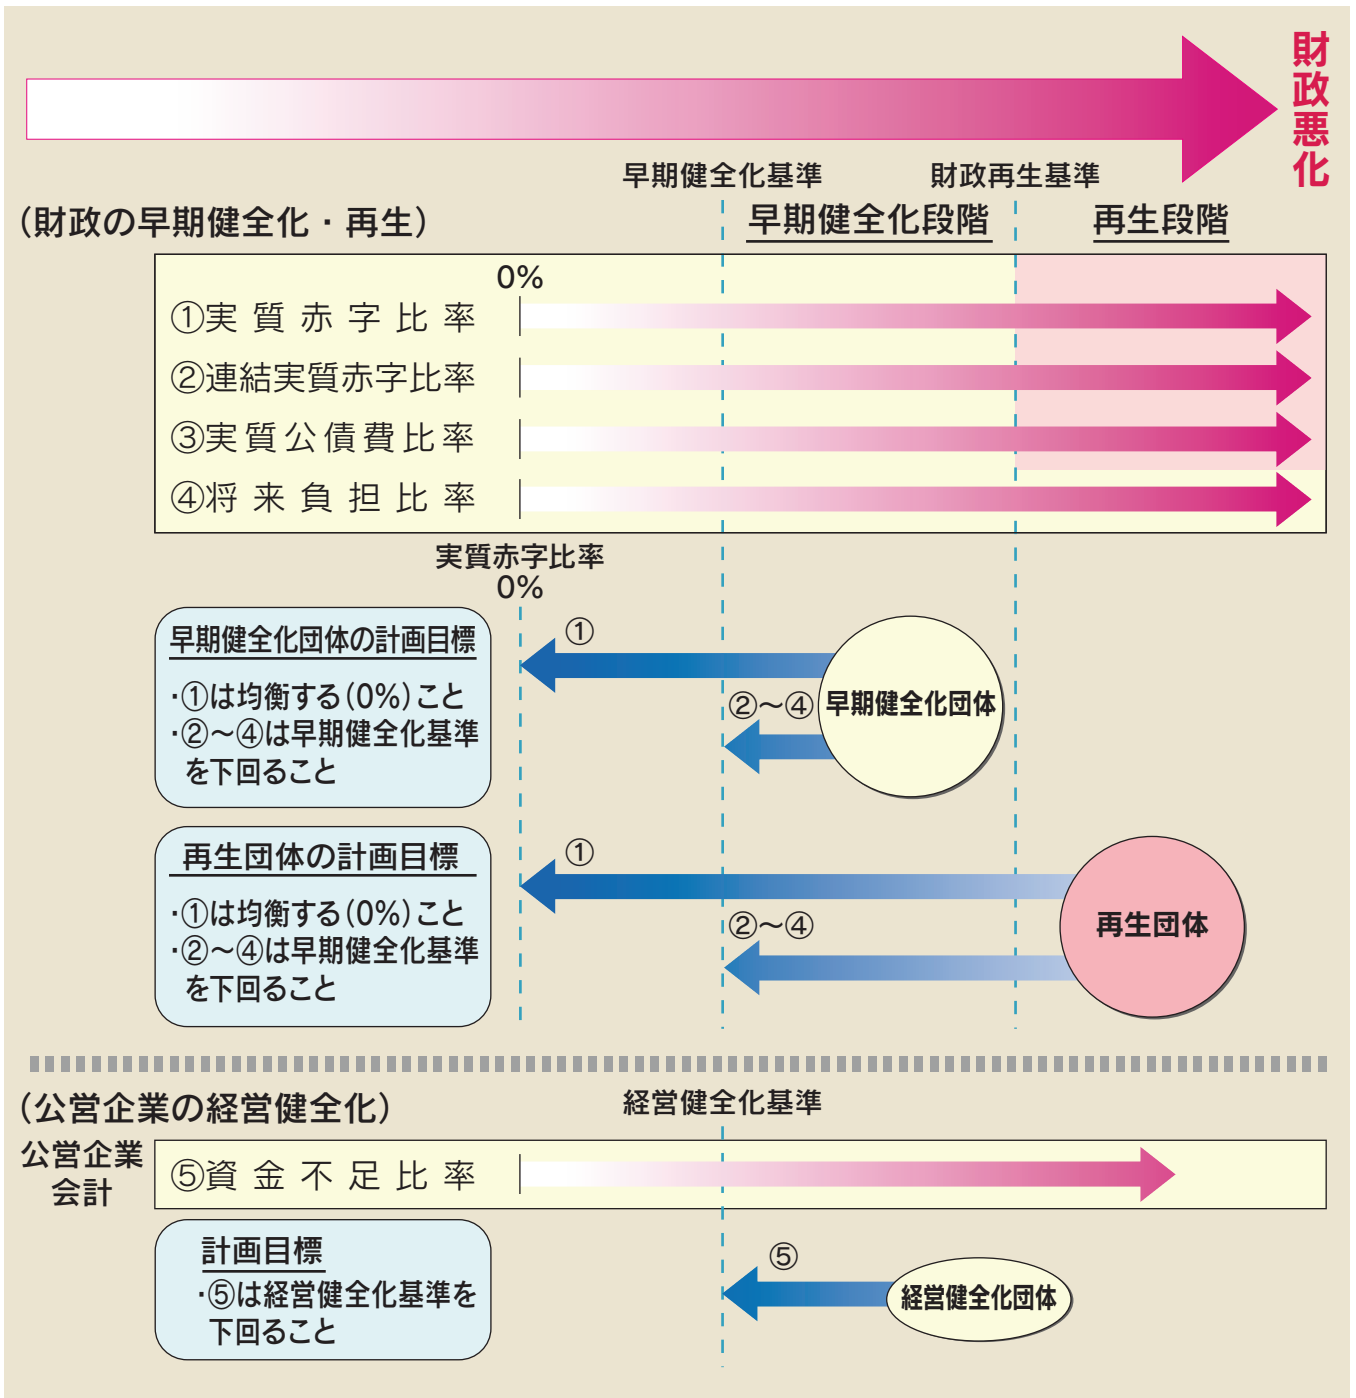 財政悪化
早期健全化基準
財政再生基準
（財政の早期健全化・再生）
早期健全化段階
再生段階
0%
①実質赤字比率
②連結実質赤字比率
③実質公債費比率
④将来負担比率
実質赤字比率
0%
早期健全化団体の計画目標
・①は均衡する（0%）こと
・②～④は早期健全化基準
を下回ること
①
②～④
早期健全化団体
再生団体の計画目標
・①は均衡する（0%）こと
・②～④は早期健全化基準
を下回ること
①
②～④
再生団体
（公営企業の経営健全化）
経営健全化基準
公営企業
会計
⑤資金不足比率
計画目標
・⑤は経営健全化基準を
下回ること
⑤
経営健全化団体